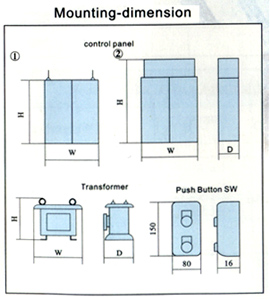 Mounting-dimension
control panel
① ②
H H
W W D
Transformer Push Button SW
H 150
W D 80 16